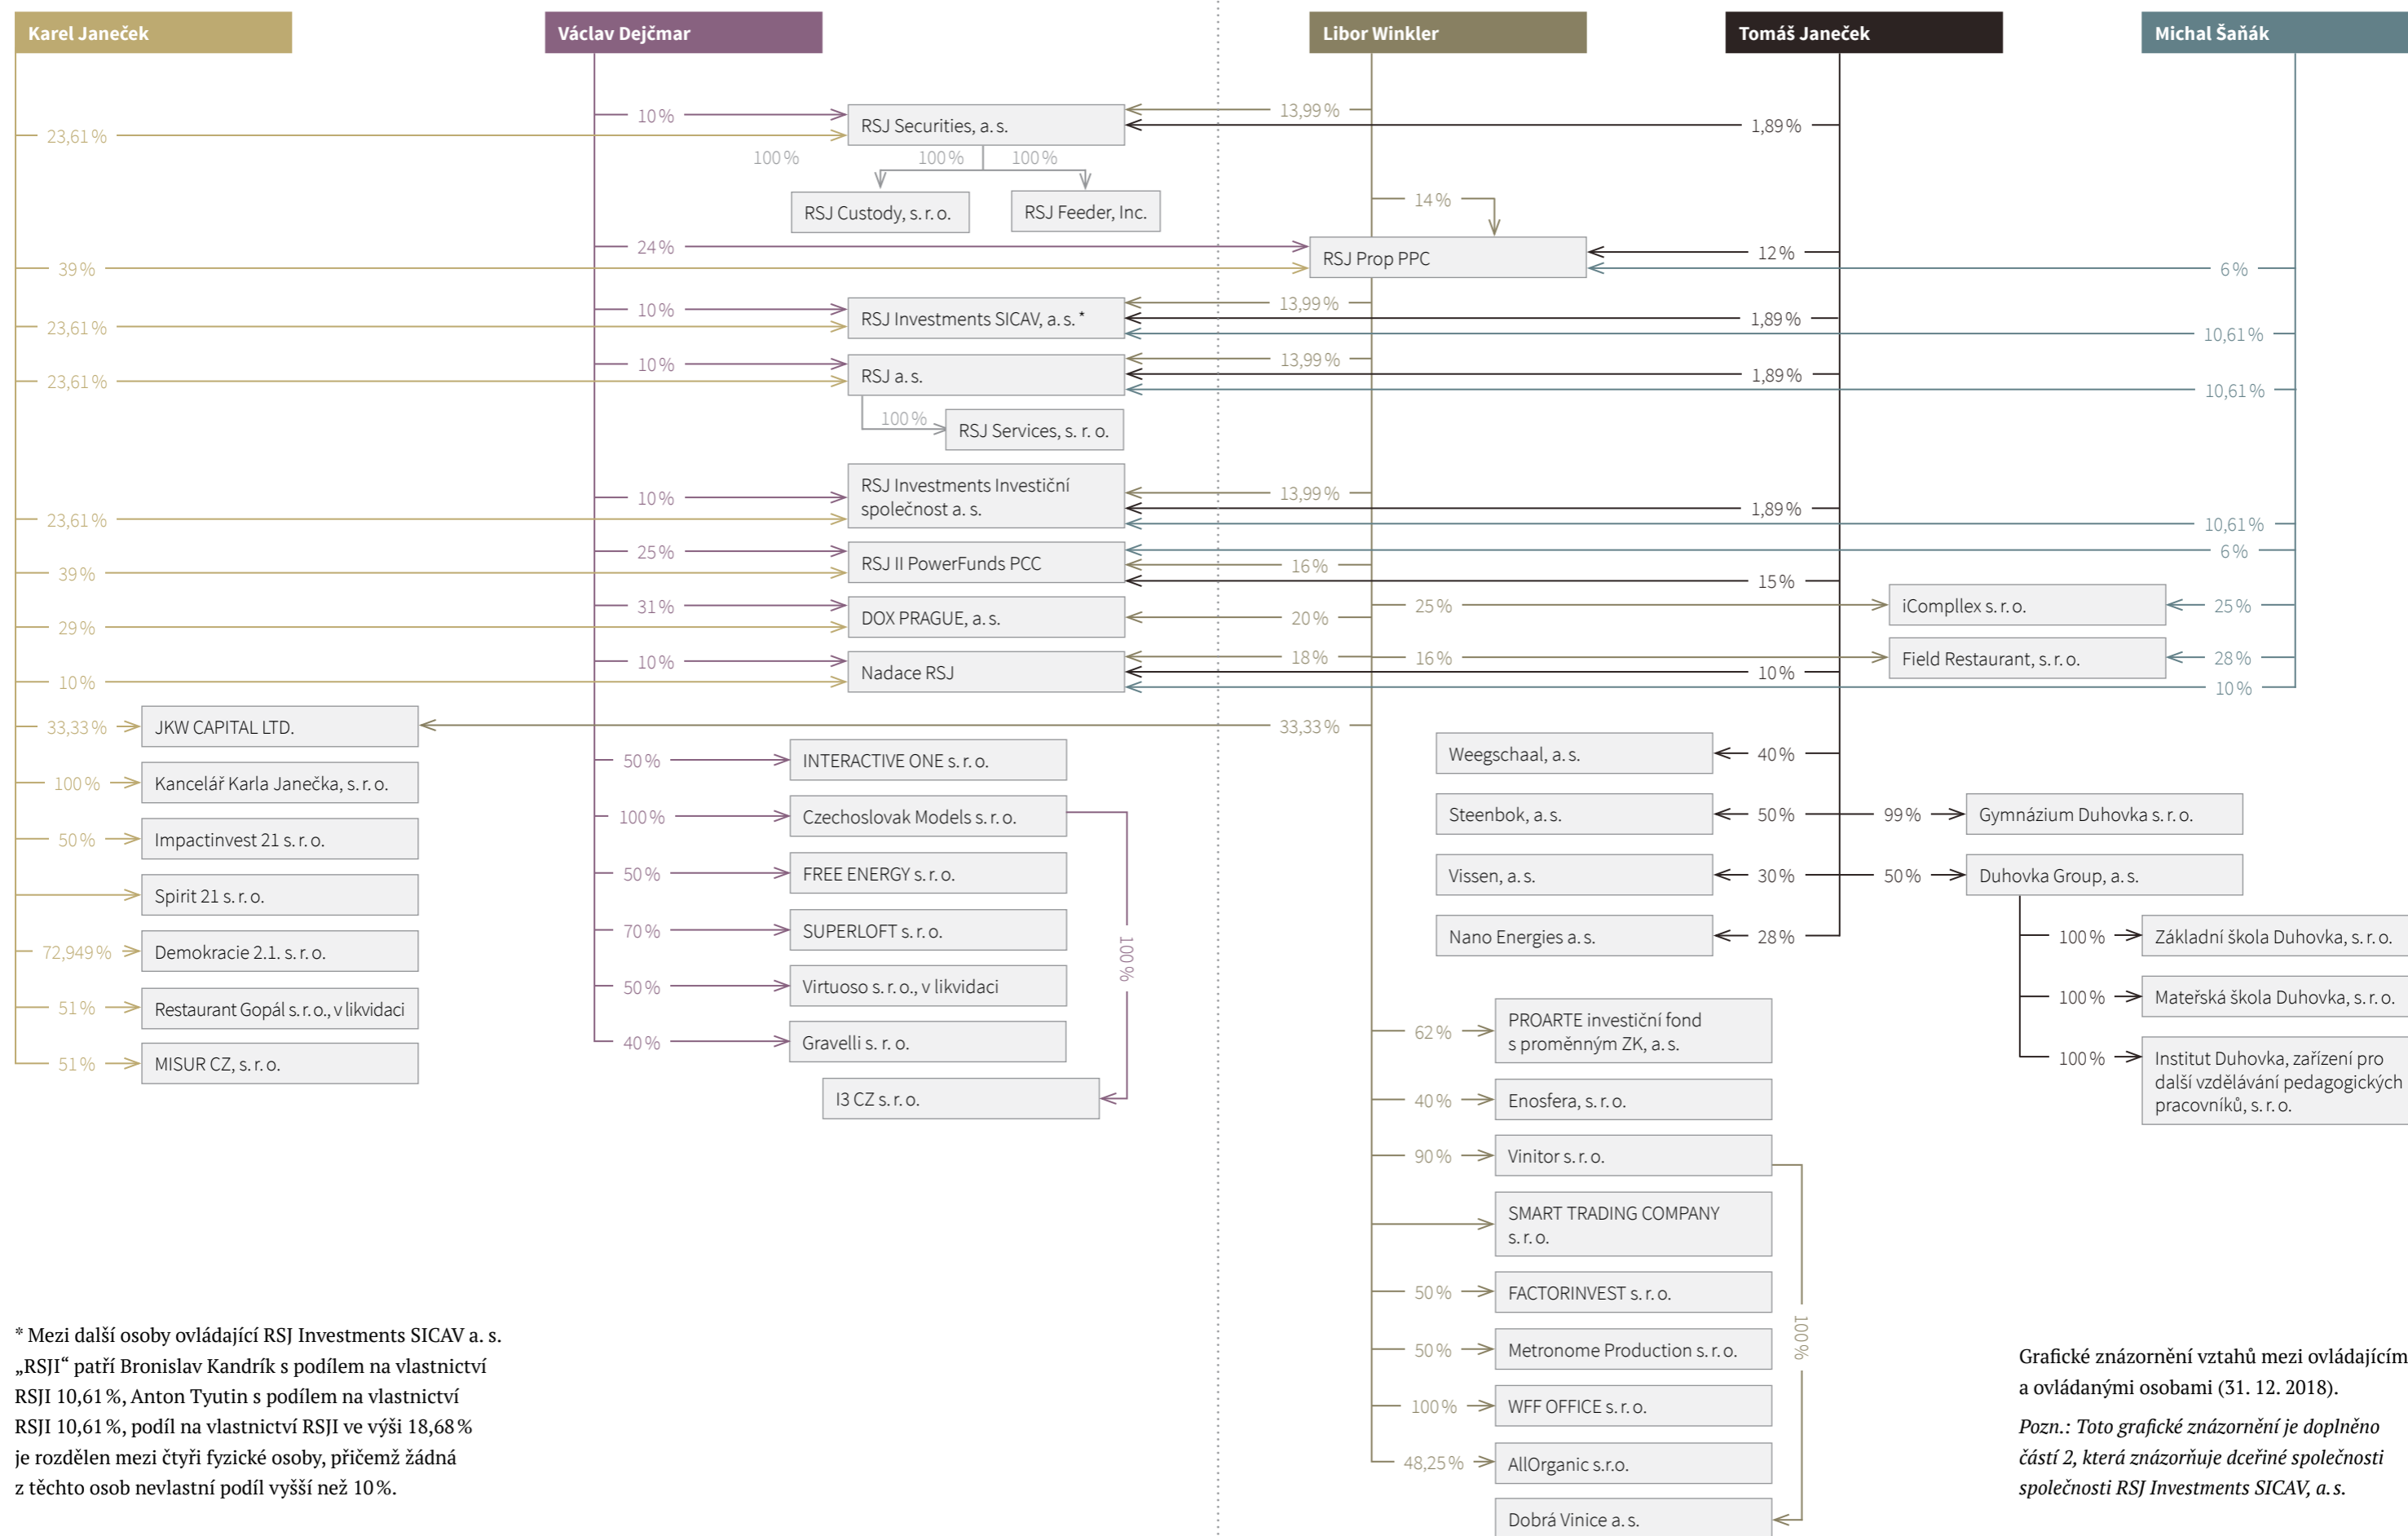 Karel Janeček
Václav Dejčmar
Libor Winkler
Tomáš Janeček
Michal Šaňák
10 %
RSJ Securities, a. s.
13,99 %
1,89 %
23,61 %
100 %
100 %
100 %
RSJ Custody, s. r. o.
RSJ Feeder, Inc.
14 %
24 %
39 %
RSJ Prop PPC
12 %
6 %
10 %
23,61 %
RSJ Investments SICAV, a. s. *
13,99 %
1,89 %
10,61 %
10 %
23,61 %
RSJ a. s.
13,99 %
1,89 %
10,61 %
100 %
RSJ Services, s. r. o.
10 %
23,61 %
RSJ Investments Investiční
společnost a. s.
13,99 %
1,89 %
10,61 %
25 %
39 %
RSJ II PowerFunds PCC
6 %
16 %
15 %
31 %
29 %
DOX PRAGUE, a. s.
20 %
25 %
iCompllex s. r. o.
25 %
10 %
10 %
Nadace RSJ
18 %
16 %
10 %
Field Restaurant, s. r. o.
28 %
10 %
33,33 %
JKW CAPITAL LTD.
33,33 %
100 %
Kancelář Karla Janečka, s. r. o.
50 %
Impactinvest 21 s. r. o.
Spirit 21 s. r. o.
72,949 %
Demokracie 2.1. s. r. o.
51 %
Restaurant Gopál s. r. o., v likvidaci
51 %
MISUR CZ, s. r. o.
50 %
INTERACTIVE ONE s. r. o.
100 %
Czechoslovak Models s. r. o.
50 %
FREE ENERGY s. r. o.
70 %
SUPERLOFT s. r. o.
50 %
Virtuoso s. r. o., v likvidaci
40 %
Gravelli s. r. o.
100 %
I3 CZ s. r. o.
Weegschaal, a. s.
40 %
Steenbok, a. s.
50 %
99 %
Gymnázium Duhovka s. r. o.
Vissen, a. s.
30 %
50 %
Duhovka Group, a. s.
Nano Energies a. s.
28 %
100 %
Základní škola Duhovka, s. r. o.
100 %
Mateřská škola Duhovka, s. r. o.
100 %
Institut Duhovka, zařízení pro
další vzdělávání pedagogických
pracovníků, s. r. o.
62 %
PROARTE investiční fond
s proměnným ZK, a. s.
40 %
Enosfera, s. r. o.
90 %
Vinitor s. r. o.
SMART TRADING COMPANY
s. r. o.
50 %
FACTORINVEST s. r. o.
50 %
Metronome Production s. r. o.
100 %
WFF OFFICE s. r. o.
48,25 %
AllOrganic s.r.o.
100 %
Dobrá Vinice a. s.
* Mezi další osoby ovládající RSJ Investments SICAV a. s.
„RSJI“ patří Bronislav Kandrík s podílem na vlastnictví
RSJI 10,61 %, Anton Tyutin s podílem na vlastnictví
RSJI 10,61 %, podíl na vlastnictví RSJI ve výši 18,68 %
je rozdělen mezi čtyři fyzické osoby, přičemž žádná
z těchto osob nevlastní podíl vyšší než 10 %.
Grafické znázornění vztahů mezi ovládajícím
a ovládanými osobami (31. 12. 2018).
Pozn.: Toto grafické znázornění je doplněno
částí 2, která znázorňuje dceřiné společnosti
společnosti RSJ Investments SICAV, a. s.